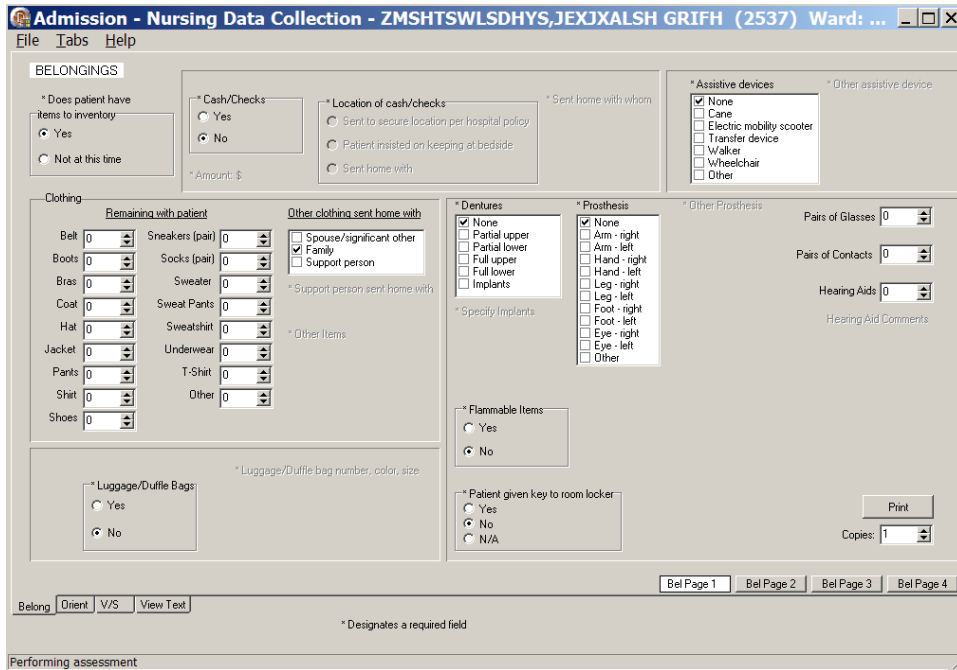 Admission - Nursing Data Collection - ZMSHTSWLSDHYS,JEXJXALSH GRIFH (2537) Ward: ...
File Tabs Help
BELONGINGS
* Does patient have
items to inventory
Yes
Not at this time
* Cash/Checks
Yes
No
* Amount: $
* Location of cash/checks
Sent to secure location per hospital policy
Patient insisted on keeping at bedside
Sent home with
* Sent home with whom
* Assistive devices
None
Cane
Electric mobility scooter
Transfer device
Walker
Wheelchair
Other
* Other assistive device
Clothing
Remaining with patient
Belt 0
Boots 0
Bras 0
Coat 0
Hat 0
Jacket 0
Pants 0
Shirt 0
Shoes 0
Sneakers (pair) 0
Socks (pair) 0
Sweater 0
Sweat Pants 0
Sweatshirt 0
Underwear 0
T-Shirt 0
Other 0
Other clothing sent home with
Spouse/significant other
Family
Support person
* Support person sent home with
* Other Items
* Dentures
None
Partial upper
Partial lower
Full upper
Full lower
Implants
* Specify Implants
* Prosthesis
None
Arm - right
Arm - left
Hand - right
Hand - left
Leg - right
Leg - left
Foot - right
Foot - left
Eye - right
Eye - left
Other
* Other Prosthesis
Pairs of Glasses 0
Pairs of Contacts 0
Hearing Aids 0
Hearing Aid Comments
* Flammable Items
Yes
No
* Luggage/Duffle bag number, color, size
* Luggage/Duffle Bags
Yes
No
* Patient given key to room locker
Yes
No
N/A
Print
Copies: 1
Bel Page 1 Bel Page 2 Bel Page 3 Bel Page 4
Belong Orient V/S View Text
* Designates a required field
Performing assessment